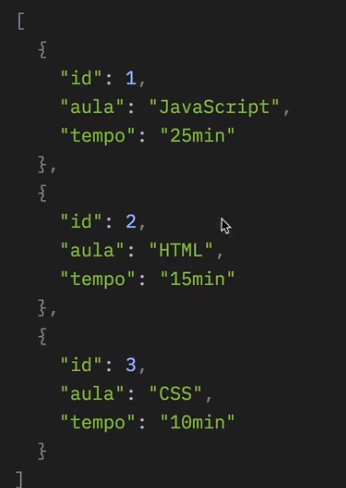 [
{
"id": 1,
"aula": "JavaScript",
"tempo": "25min"
},
{
"id": 2,
"aula": "HTML",
"tempo": "15min"
},
{
"id": 3,
"aula": "CSS",
"tempo": "10min"
}
]